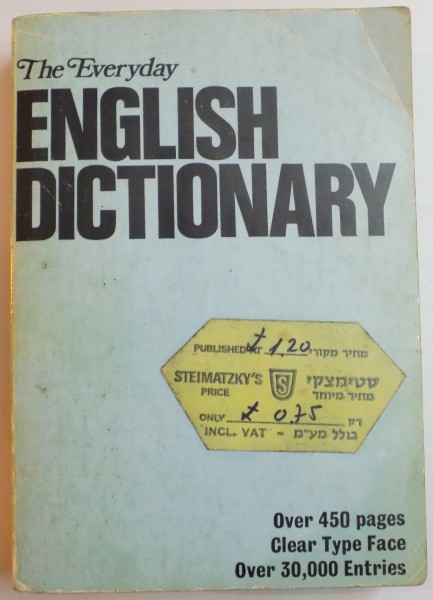 The Everyday
ENGLISH
DICTIONARY
PUBLISHED AT £ 1.20 מחיר מקורי
STEIMATZKY'S S סטימצקי
PRICE מחיר מיוחד
ONLY £ 0.75 רק
INCL. VAT - כולל מע"מ
Over 450 pages
Clear Type Face
Over 30,000 Entries